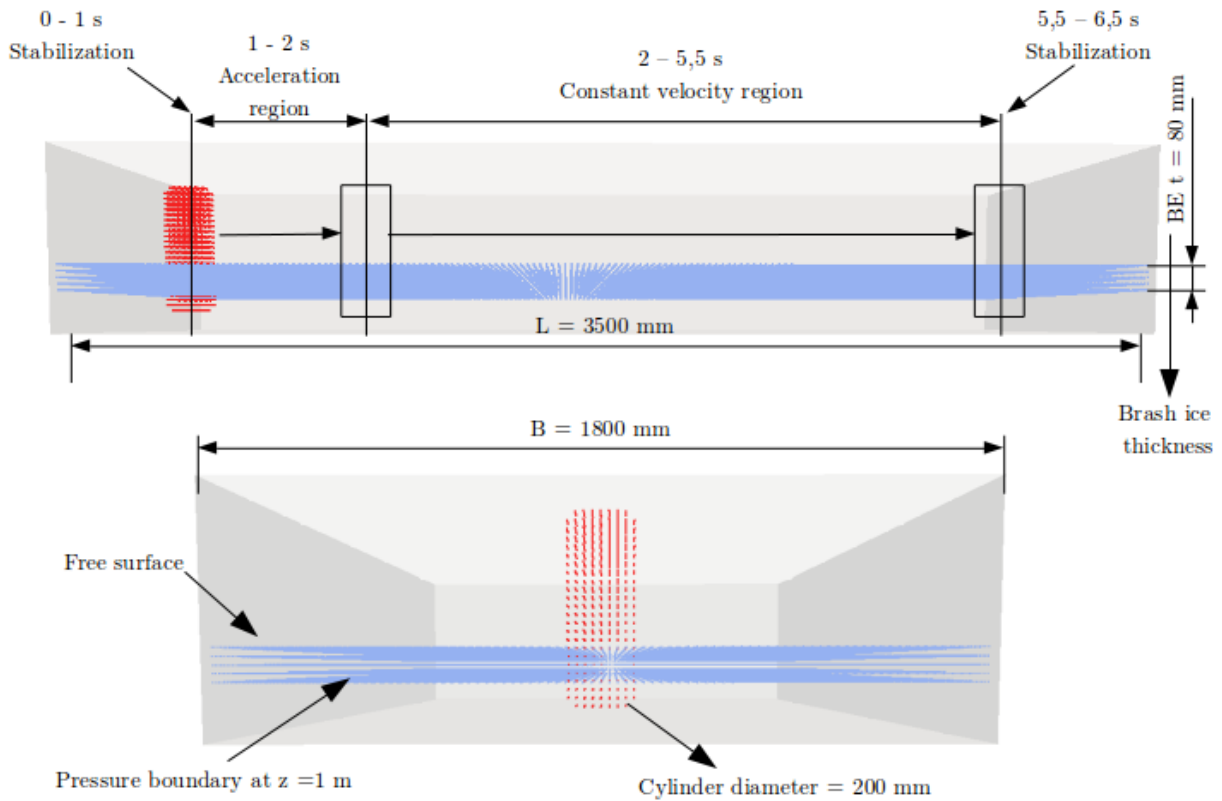 0 - 1 s
Stabilization
1 - 2 s
Acceleration
region
2 – 5,5 s
Constant velocity region
5,5 – 6,5 s
Stabilization
BE t = 80 mm
L = 3500 mm
Brash ice
thickness
B = 1800 mm
Free surface
Pressure boundary at z =1 m
Cylinder diameter = 200 mm